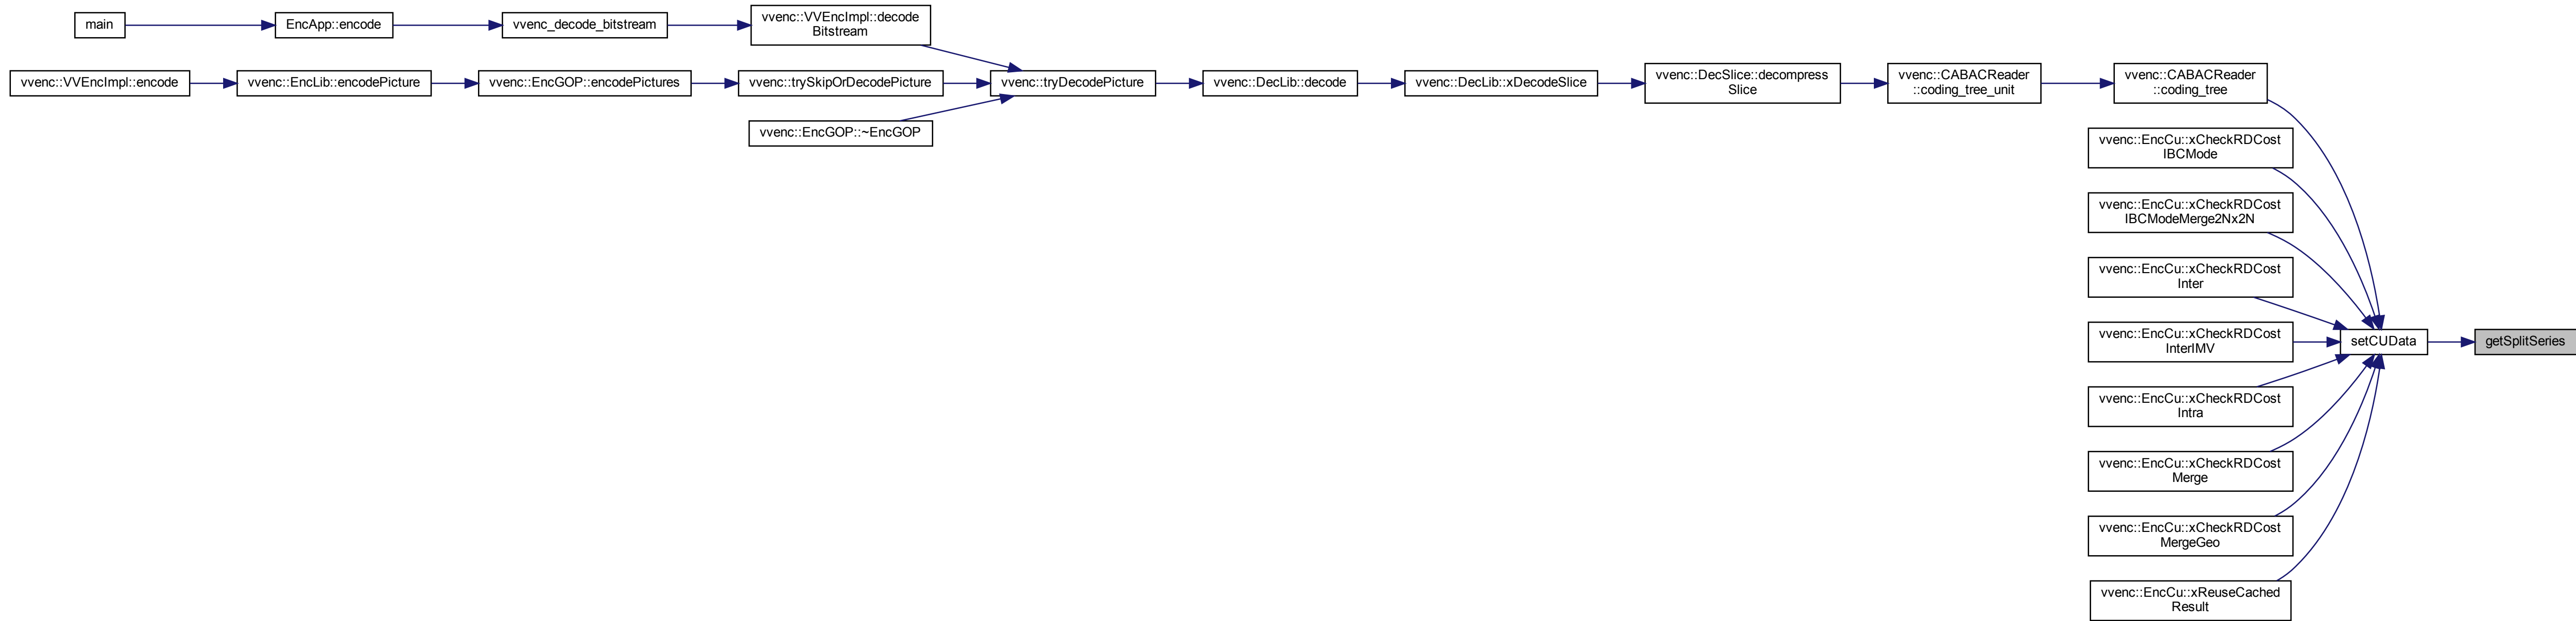 main
EncApp::encode
vvenc_decode_bitstream
vvenc::VVEncImpl::decode
Bitstream
vvenc::VVEncImpl::encode
vvenc::EncLib::encodePicture
vvenc::EncGOP::encodePictures
vvenc::trySkipOrDecodePicture
vvenc::tryDecodePicture
vvenc::DecLib::decode
vvenc::DecLib::xDecodeSlice
vvenc::DecSlice::decompress
Slice
vvenc::CABACReader
::coding_tree_unit
vvenc::CABACReader
::coding_tree
vvenc::EncGOP::~EncGOP
vvenc::EncCu::xCheckRDCost
IBCMode
vvenc::EncCu::xCheckRDCost
IBCModeMerge2Nx2N
vvenc::EncCu::xCheckRDCost
Inter
vvenc::EncCu::xCheckRDCost
InterIMV
setCUData
getSplitSeries
vvenc::EncCu::xCheckRDCost
Intra
vvenc::EncCu::xCheckRDCost
Merge
vvenc::EncCu::xCheckRDCost
MergeGeo
vvenc::EncCu::xReuseCached
Result